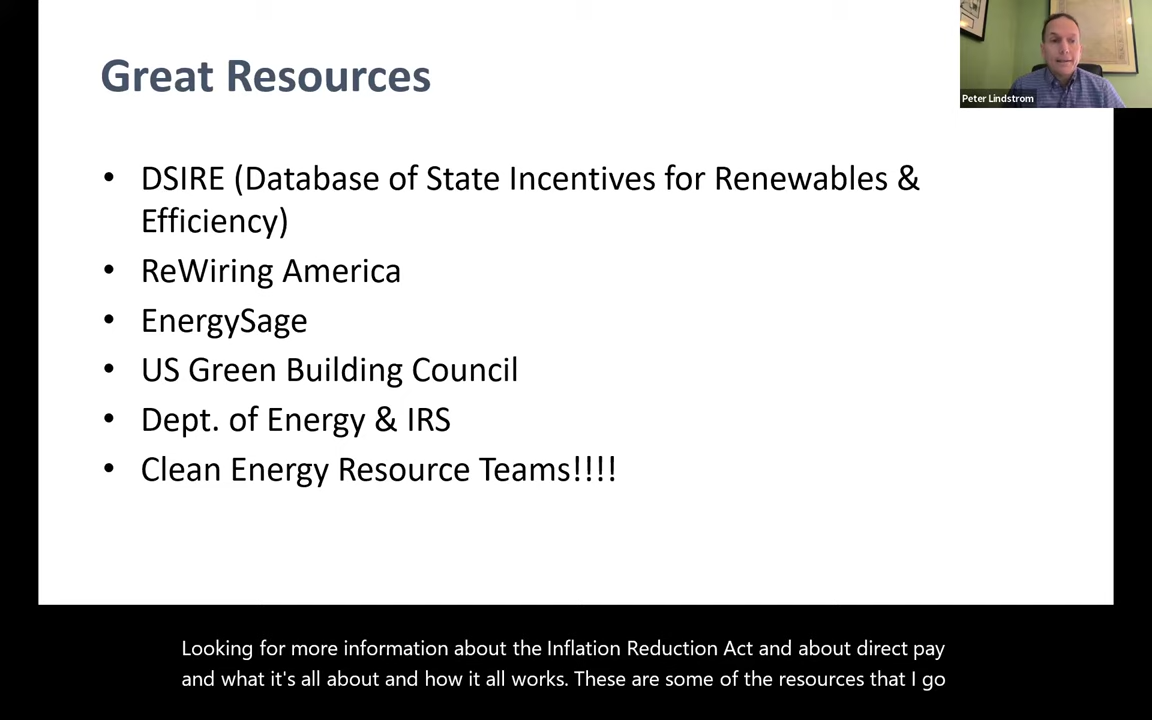 Great Resources
Peter Lindstrom
• DSIRE (Database of State Incentives for Renewables &
Efficiency)
• ReWiring America
• EnergySage
• US Green Building Council
• Dept. of Energy & IRS
• Clean Energy Resource Teams!!!!
Looking for more information about the Inflation Reduction Act and about direct pay
and what it's all about and how it all works. These are some of the resources that I go